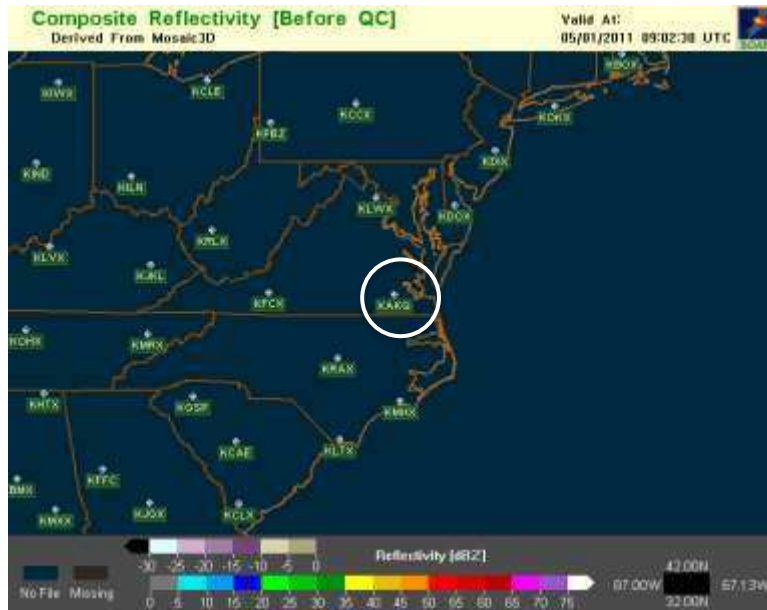 Composite Reflectivity [Before QC]
Derived From Mosaic3D
Valid At:
05/01/2011 09:02:30 UTC
KBOX
KIWX
KCLE
KCCX
KOKX
KPBZ
KDIX
KIND
KILN
KLWX
KDOX
KRLX
KLVX
KJKL
KFCX
KAKQ
KOHX
KMRX
KRAX
KHTX
KGSP
KMHX
KCAE
KLTX
KFFC
BMX
KJGX
KCLX
KMXX
Reflectivity [dBZ]
-30 -25 -20 -15 -10 -5 0
No File Missing
0 5 10 15 20 25 30 35 40 45 50 55 60 65 70 75
42.00N
87.00W 67.13W
32.00N